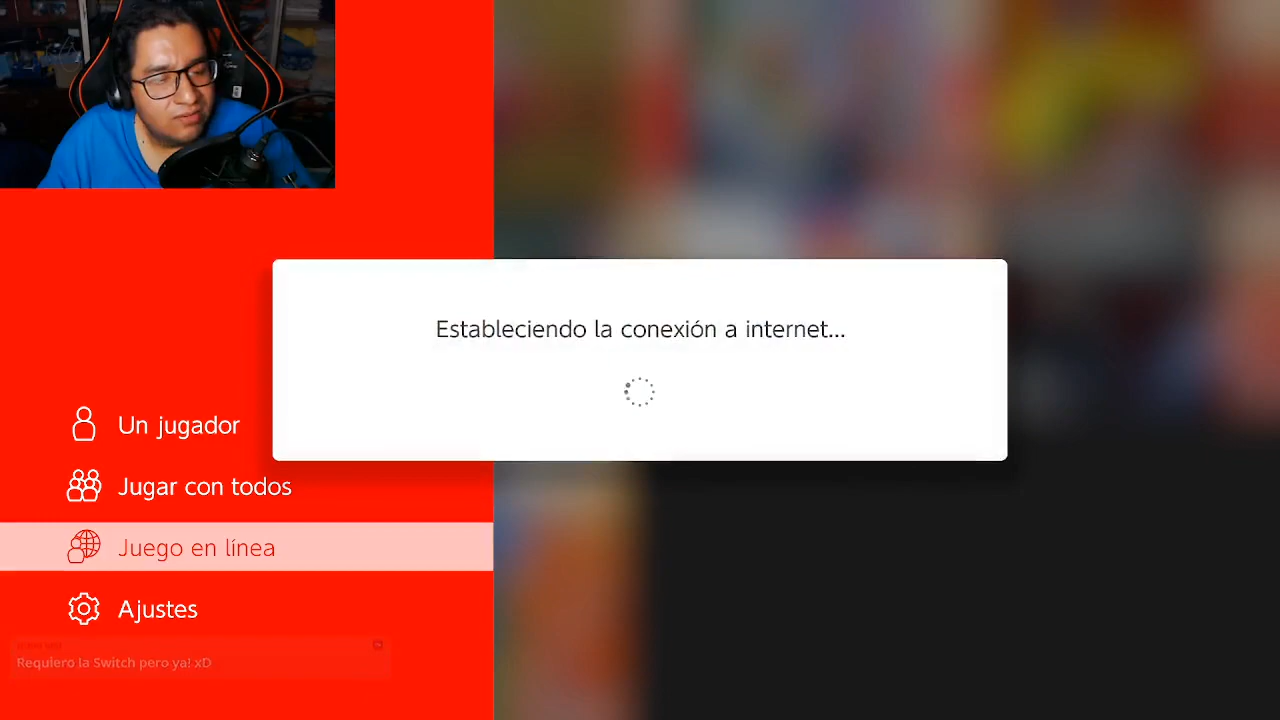 Estableciendo la conexión a internet...
Un jugador
Jugar con todos
Juego en línea
Ajustes
Requiero la Switch pero ya! xD